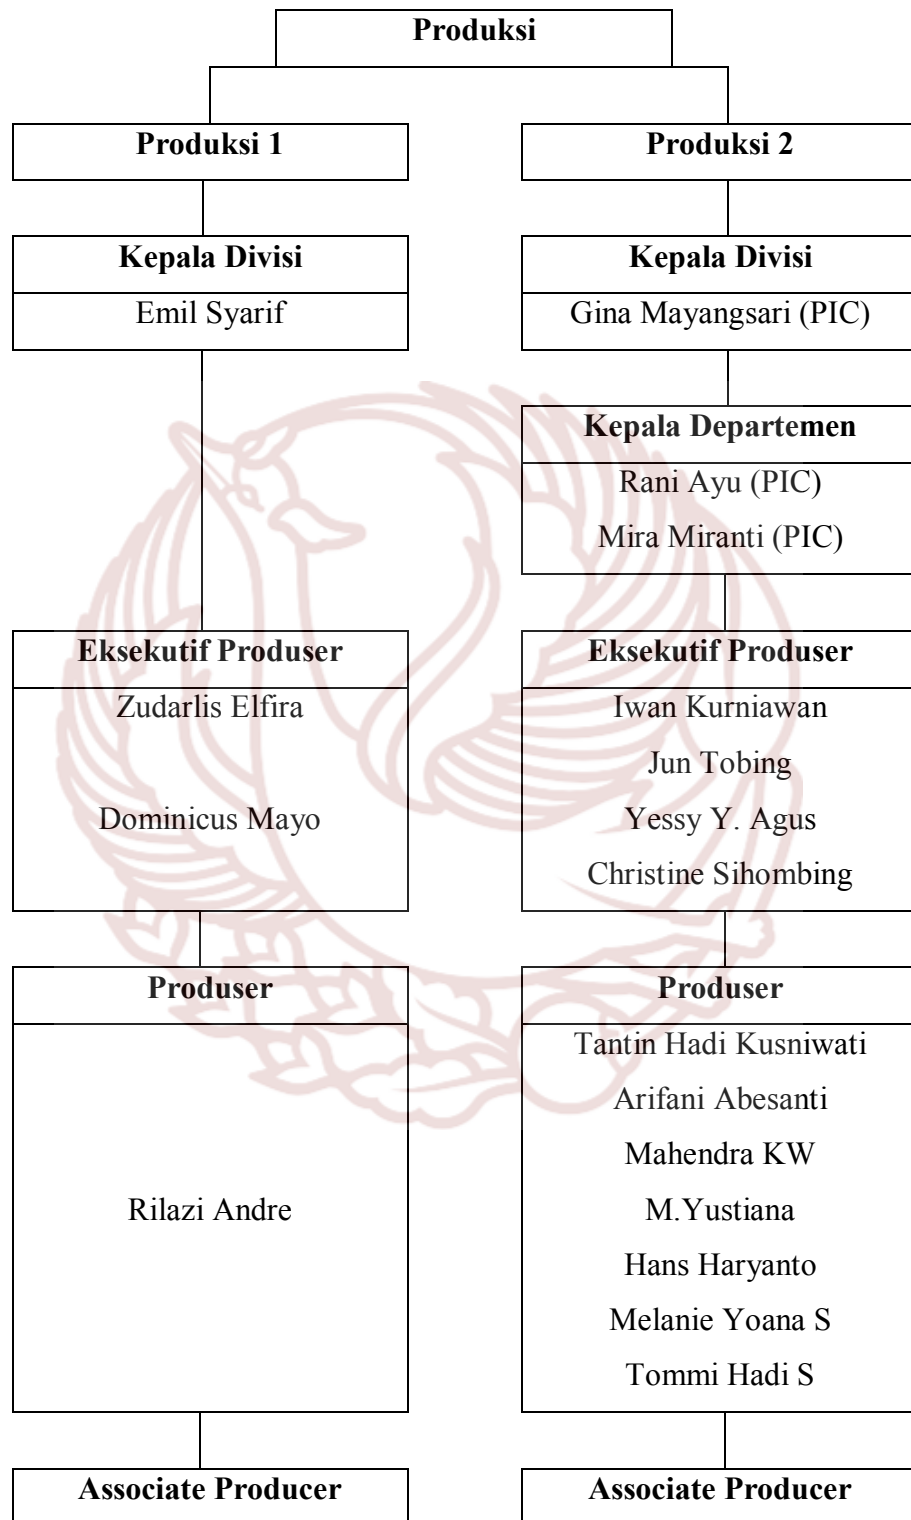 Produksi
Produksi 1
Kepala Divisi
Emil Syarif
Eksekutif Produser
Zudarlis Elfira
Dominicus Mayo
Produser
Rilazi Andre
Associate Producer
Produksi 2
Kepala Divisi
Gina Mayangsari (PIC)
Kepala Departemen
Rani Ayu (PIC)
Mira Miranti (PIC)
Eksekutif Produser
Iwan Kurniawan
Jun Tobing
Yessy Y. Agus
Christine Sihombing
Produser
Tantin Hadi Kusniwati
Arifani Abesanti
Mahendra KW
M.Yustiana
Hans Haryanto
Melanie Yoana S
Tommi Hadi S
Associate Producer